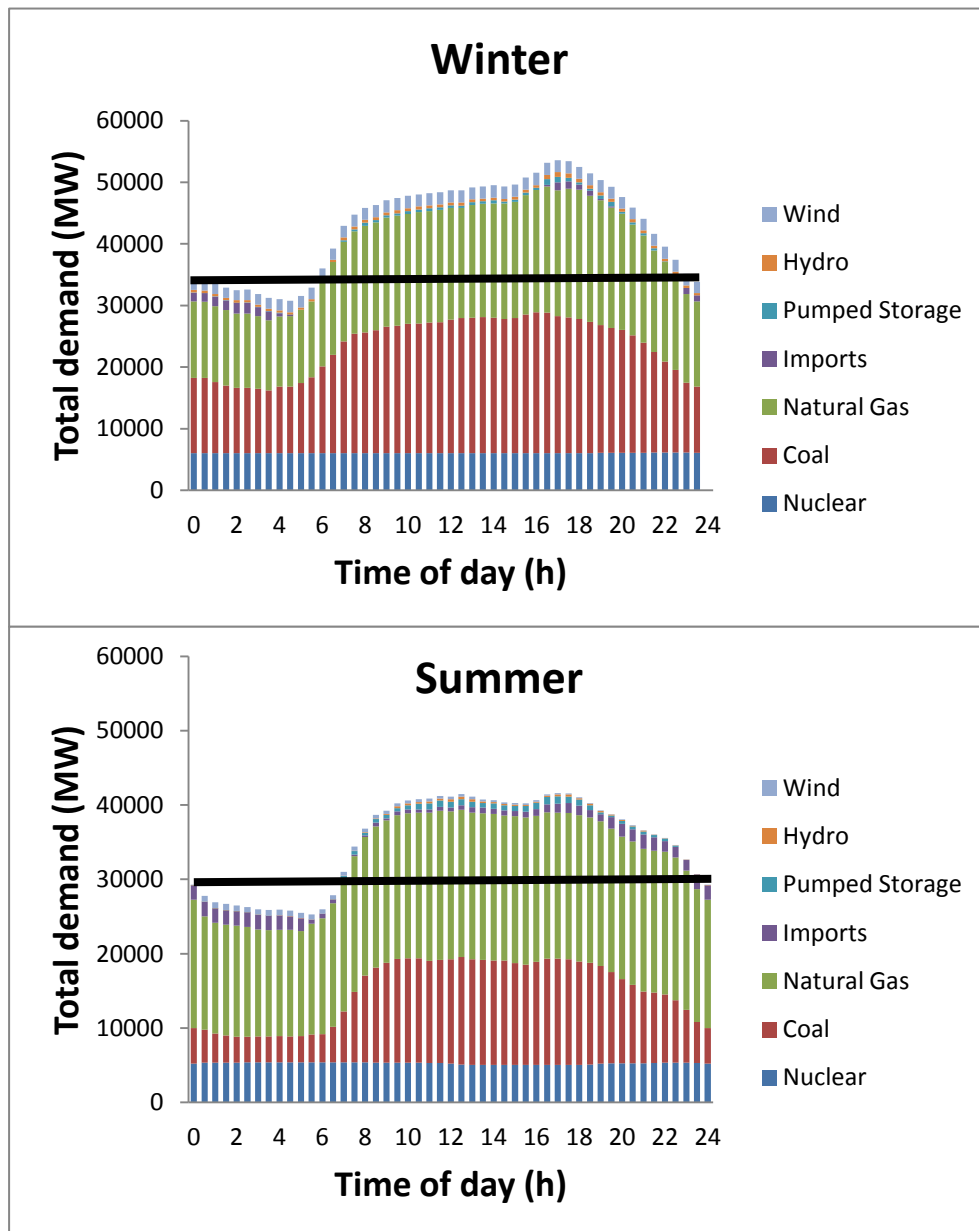 Winter
Total demand (MW)
60000
50000
40000
30000
20000
10000
0
0 2 4 6 8 10 12 14 16 18 20 22 24
Time of day (h)
Wind
Hydro
Pumped Storage
Imports
Natural Gas
Coal
Nuclear
Summer
Total demand (MW)
60000
50000
40000
30000
20000
10000
0
0 2 4 6 8 10 12 14 16 18 20 22 24
Time of day (h)
Wind
Hydro
Pumped Storage
Imports
Natural Gas
Coal
Nuclear